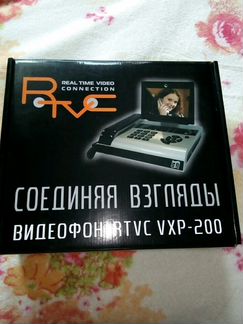 RTVC
REAL TIME VIDEO
CONNECTION
СОЕДИНЯЯ ВЗГЛЯДЫ
ВИДЕОФОН RTVC VXP-200